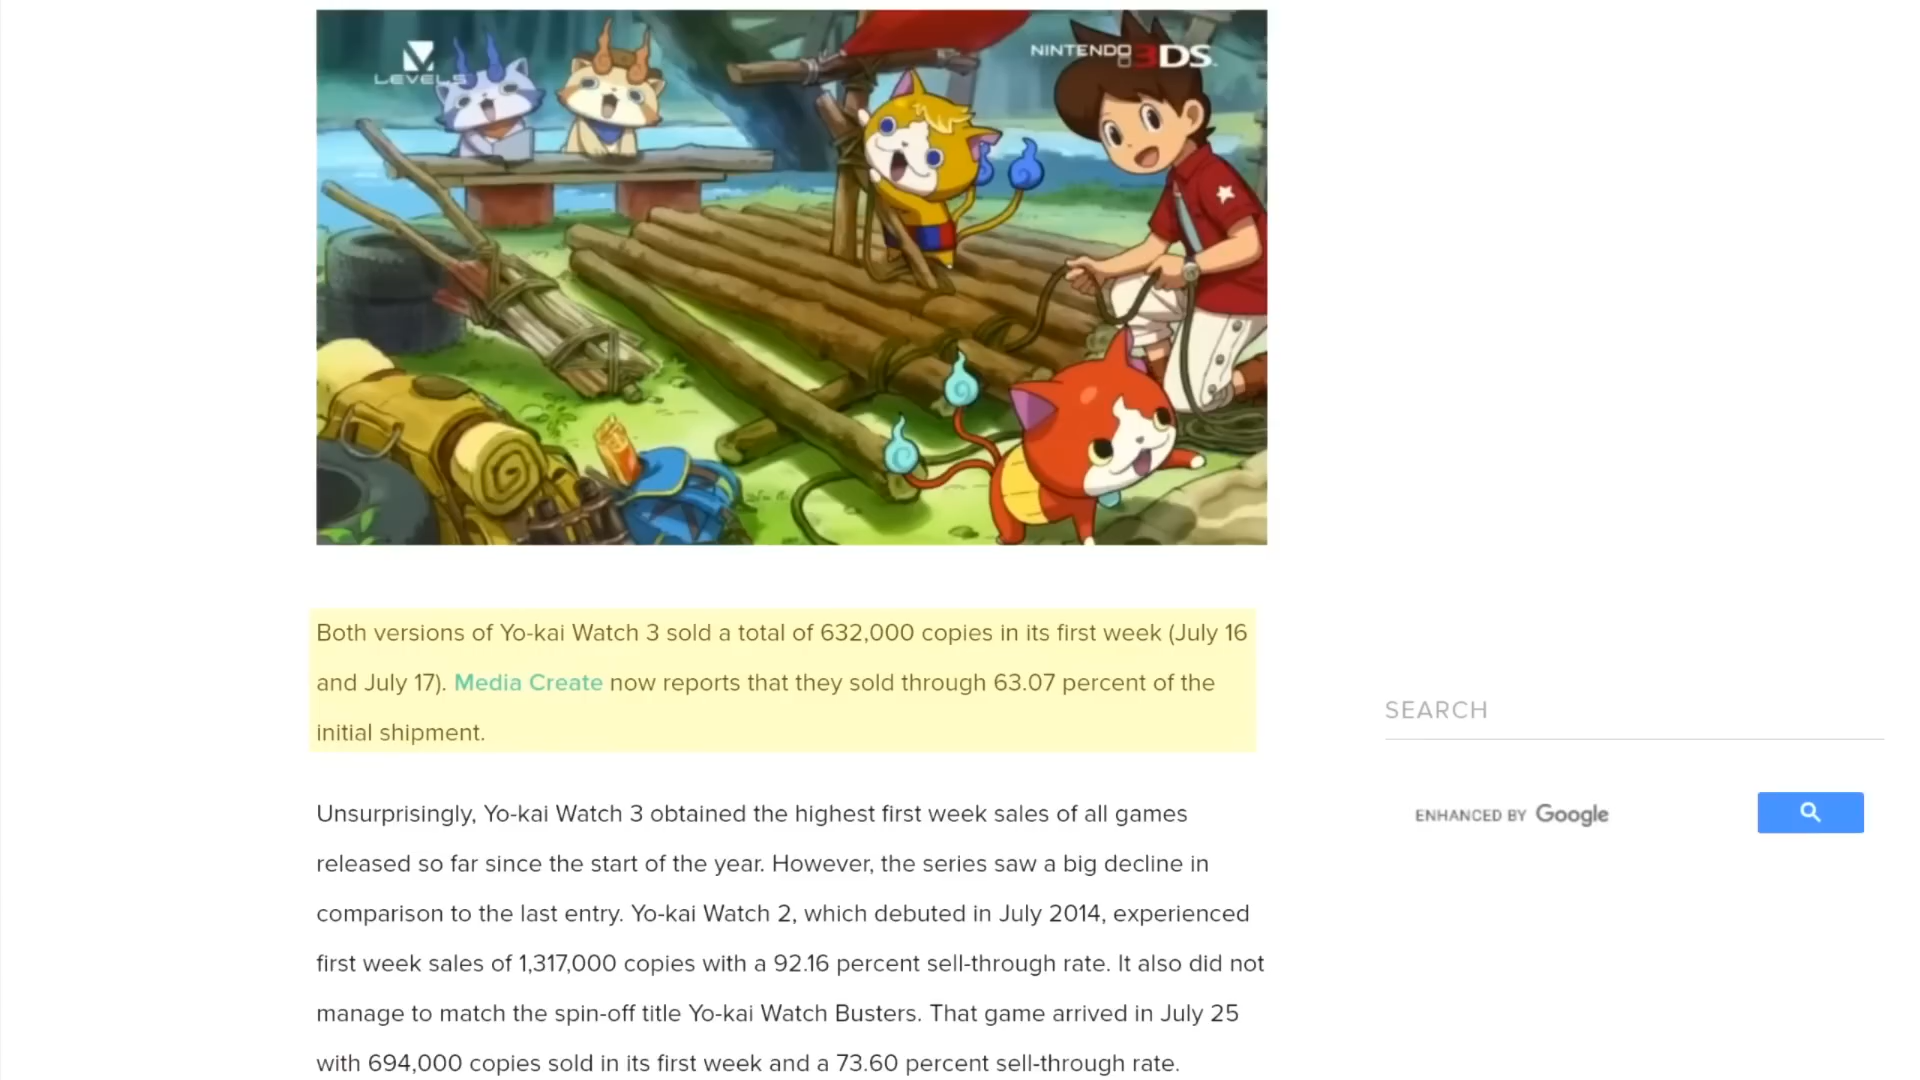 LEVEL5
NINTENDO 3DS
Both versions of Yo-kai Watch 3 sold a total of 632,000 copies in its first week (July 16
and July 17). Media Create now reports that they sold through 63.07 percent of the
initial shipment.
SEARCH
ENHANCED BY Google
Unsurprisingly, Yo-kai Watch 3 obtained the highest first week sales of all games
released so far since the start of the year. However, the series saw a big decline in
comparison to the last entry. Yo-kai Watch 2, which debuted in July 2014, experienced
first week sales of 1,317,000 copies with a 92.16 percent sell-through rate. It also did not
manage to match the spin-off title Yo-kai Watch Busters. That game arrived in July 25
with 694,000 copies sold in its first week and a 73.60 percent sell-through rate.